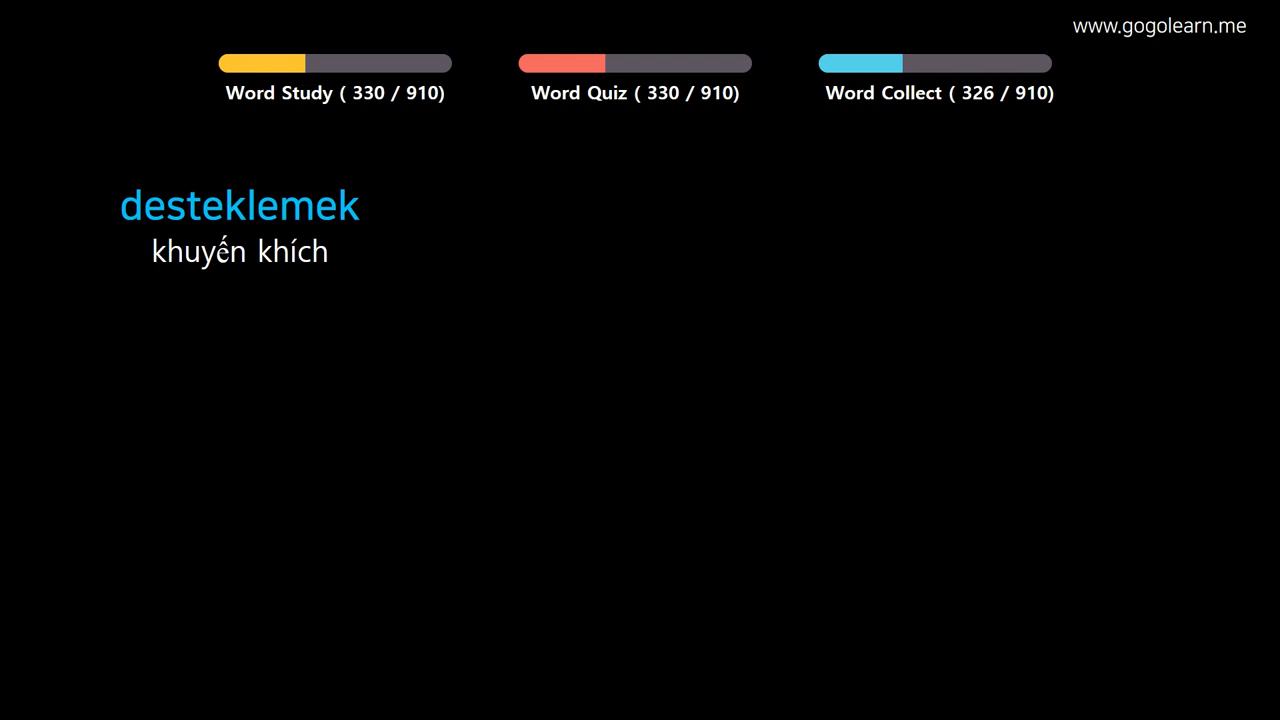 www.gogolearn.me
Word Study ( 330 / 910)
Word Quiz ( 330 / 910)
Word Collect ( 326 / 910)
desteklemek
khuyến khích